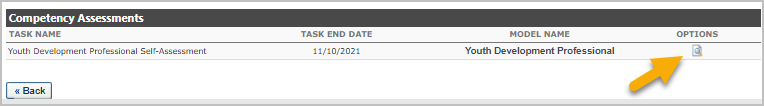 Competency Assessments
TASK NAME TASK END DATE MODEL NAME OPTIONS
Youth Development Professional Self-Assessment 11/10/2021 Youth Development Professional
« Back